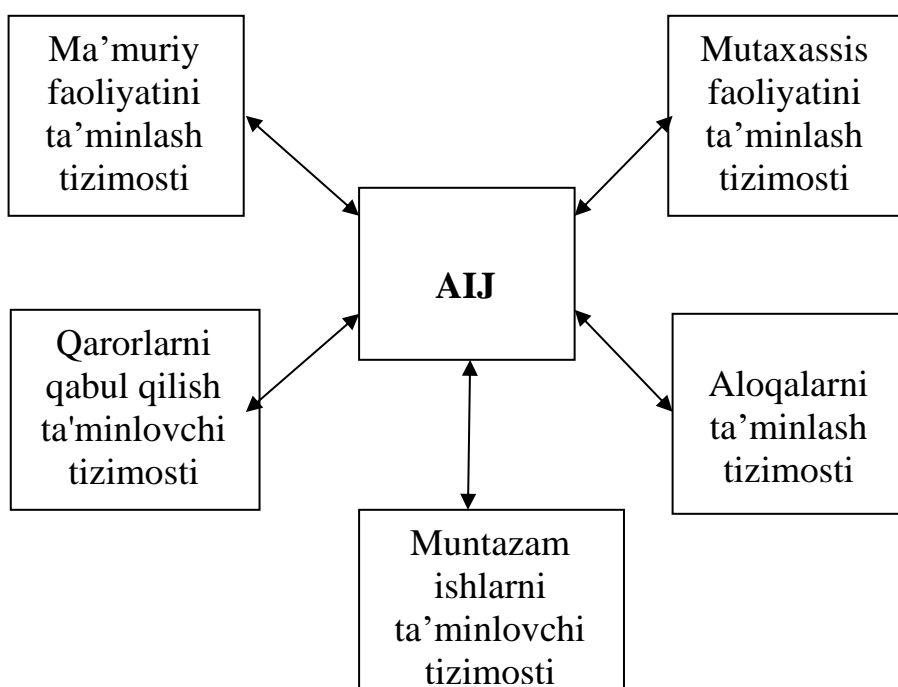 Ma’muriy
faoliyatini
ta’minlash
tizimosti
Mutaxassis
faoliyatini
ta’minlash
tizimosti
AIJ
Qarorlarni
qabul qilish
ta'minlovchi
tizimosti
Aloqalarni
ta’minlash
tizimosti
Muntazam
ishlarni
ta’minlovchi
tizimosti